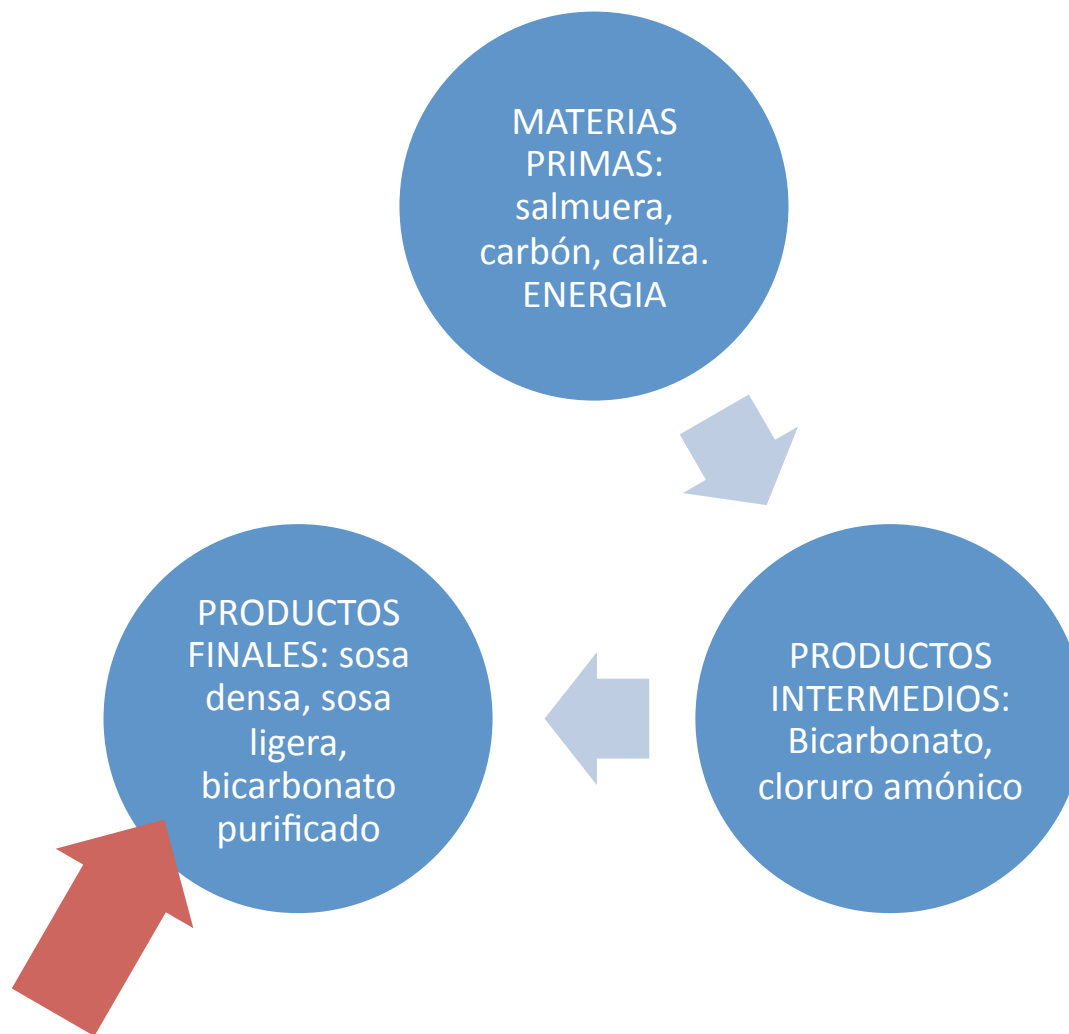 MATERIAS
PRIMAS:
salmuera,
carbón, caliza.
ENERGIA
PRODUCTOS
FINALES: sosa
densa, sosa
ligera,
bicarbonato
purificado
PRODUCTOS
INTERMEDIOS:
Bicarbonato,
cloruro amónico